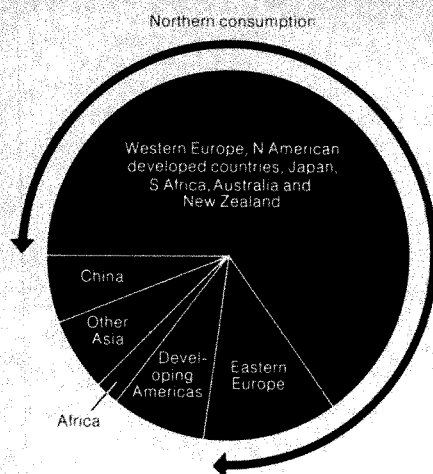 Northern consumption
Western Europe, N American
developed countries, Japan,
S Africa, Australia and
New Zealand
China
Other
Asia
Africa
Devel-
oping
Americas
Eastern
Europe